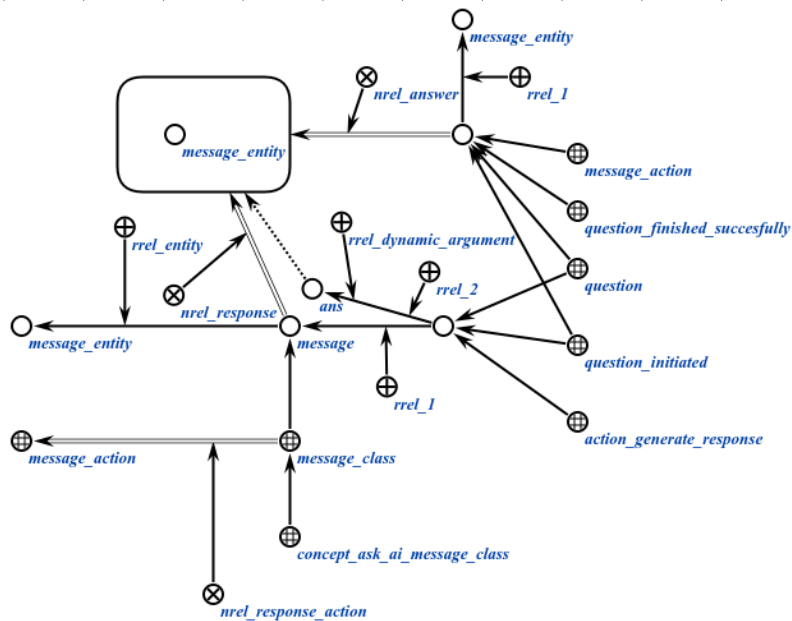 message_entity
nrel_answer
rrel_1
message_entity
message_action
question_finished_succesfully
rrel_entity
rrel_dynamic_argument
question
rrel_2
nrel_response
ans
message_entity
message
question_initiated
rrel_1
message_action
message_class
action_generate_response
concept_ask_ai_message_class
nrel_response_action